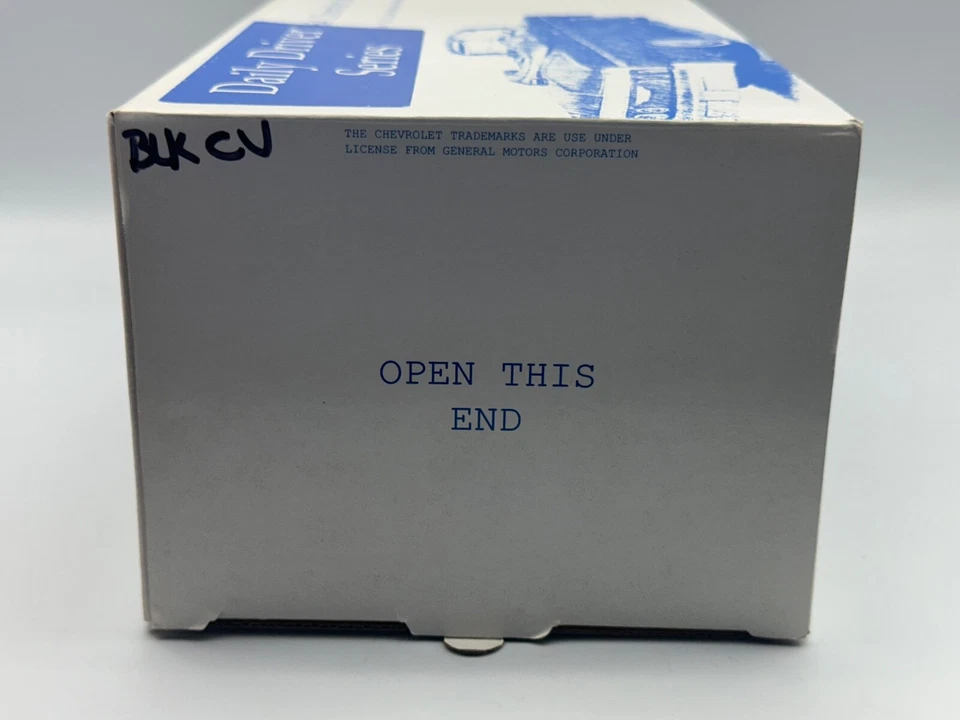 Daily Driver
Series
BLK CV
THE CHEVROLET TRADEMARKS ARE USE UNDER
LICENSE FROM GENERAL MOTORS CORPORATION
OPEN THIS
END